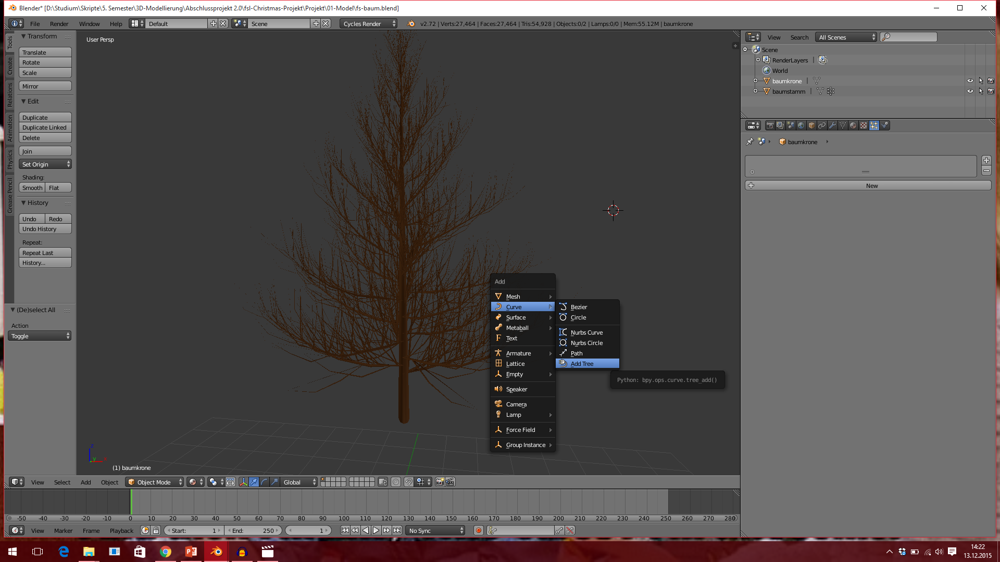 Blender* [D:\Studium\Skripte\5. Semester\3D-Modellierung\Abschlussprojekt 2.0\fsl-Christmas-Projekt\Projekt\01-Model\fs-baum.blend]
File Render Window Help Default Scene Cycles Render v2.72 | Verts:27,464 | Faces:27,464 | Tris:54,928 | Objects:0/2 | Lamps:0/0 | Mem:55.12M | baumkrone
Tools
Create
Relations
Animation
Physics
Grease Pencil
Transform
Translate
Rotate
Scale
Mirror
Edit
Duplicate
Duplicate Linked
Delete
Join
Set Origin
Shading:
Smooth Flat
History
Undo Redo
Undo History
Repeat:
Repeat Last
History...
(De)select All
Action
Toggle
User Persp
z
y
x
(1) baumkrone
Add
Mesh
Curve
Surface
Metaball
Text
Armature
Lattice
Empty
Speaker
Camera
Lamp
Force Field
Group Instance
Bezier
Circle
Nurbs Curve
Nurbs Circle
Path
Add Tree
Python: bpy.ops.curve.tree_add()
View Search All Scenes
Scene
RenderLayers |
World
baumkrone |
baumstamm |
baumkrone
New
View Select Add Object Object Mode Global
-50 -40 -30 -20 -10 0 10 20 30 40 50 60 70 80 90 100 110 120 130 140 150 160 170 180 190 200 210 220 230 240 250 260 270 280
View Marker Frame Playback Start: 1 End: 250 1 No Sync
14:22
13.12.2015